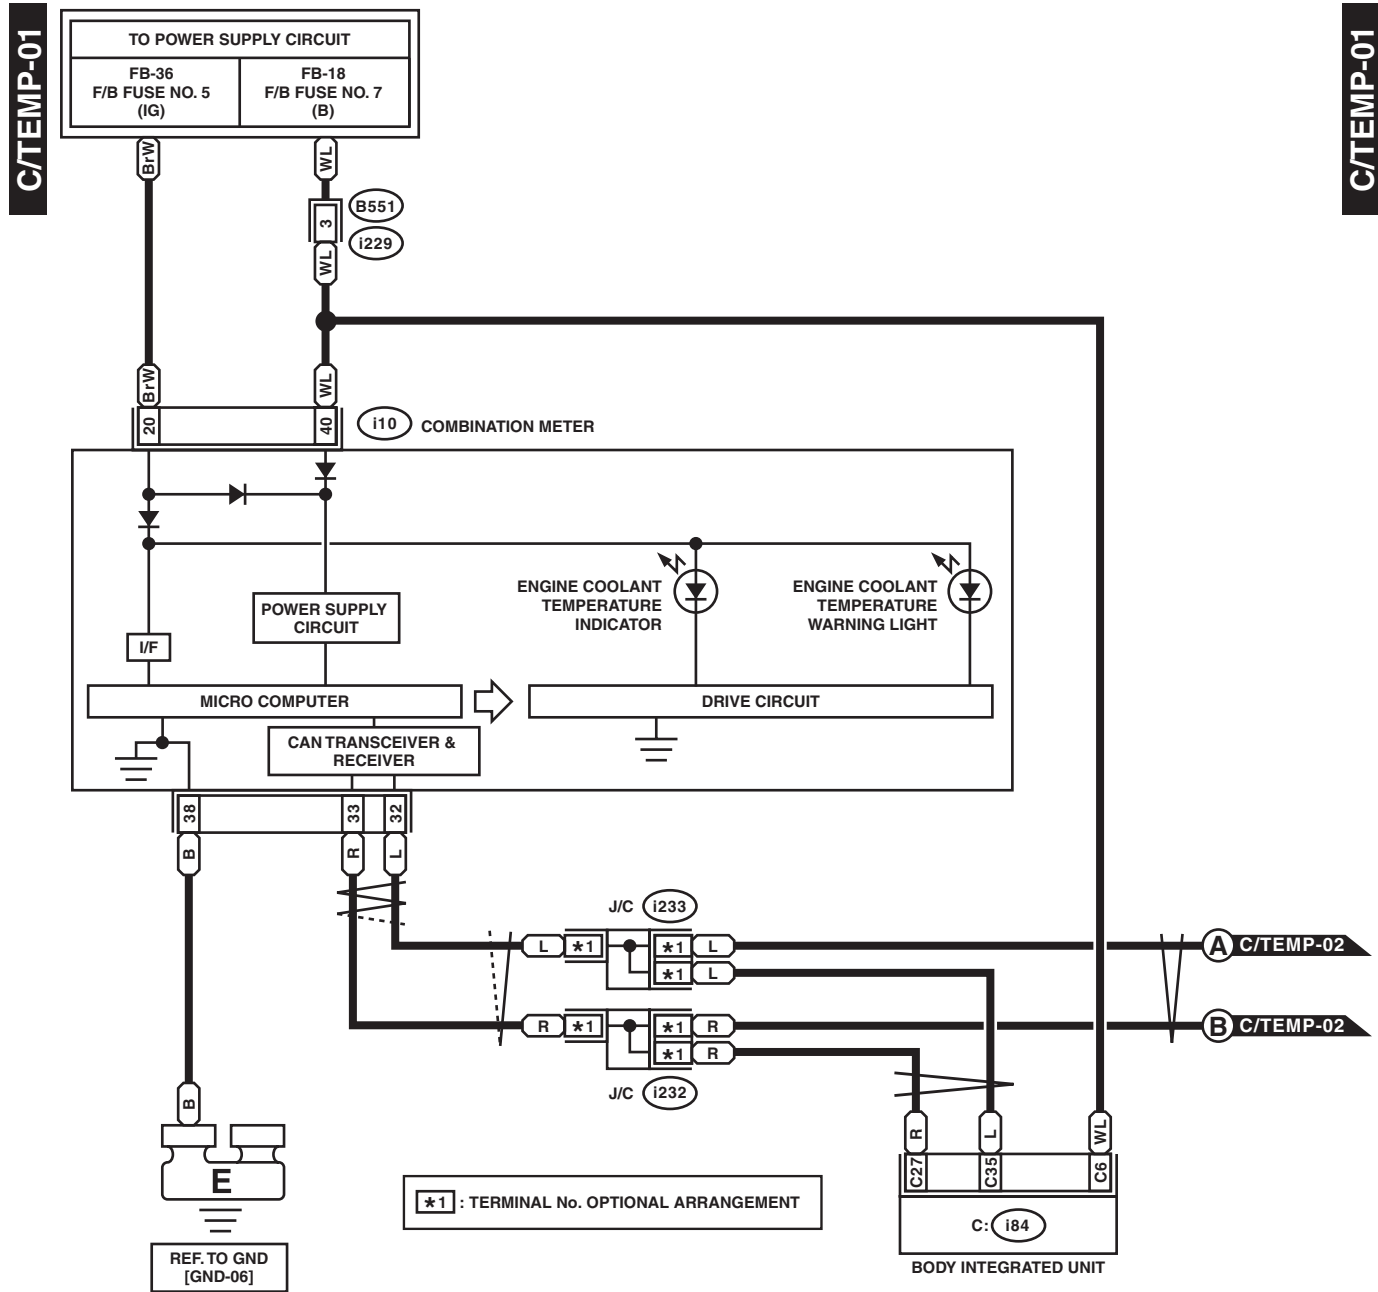 C/TEMP-01
C/TEMP-01
TO POWER SUPPLY CIRCUIT
FB-36
F/B FUSE NO. 5
(IG)
FB-18
F/B FUSE NO. 7
(B)
BrW
WL
3
B551
i229
WL
BrW
WL
20
40
i10
COMBINATION METER
ENGINE COOLANT
TEMPERATURE
INDICATOR
ENGINE COOLANT
TEMPERATURE
WARNING LIGHT
POWER SUPPLY
CIRCUIT
I/F
MICRO COMPUTER
DRIVE CIRCUIT
CAN TRANSCEIVER &
RECEIVER
38
33
32
B
R
L
J/C i233
L *1 *1 L
*1 L
A C/TEMP-02
R *1 *1 R
*1 R
B C/TEMP-02
J/C i232
B
E
REF. TO GND
[GND-06]
*1 : TERMINAL No. OPTIONAL ARRANGEMENT
R
L
WL
C27
C35
C6
C: i84
BODY INTEGRATED UNIT